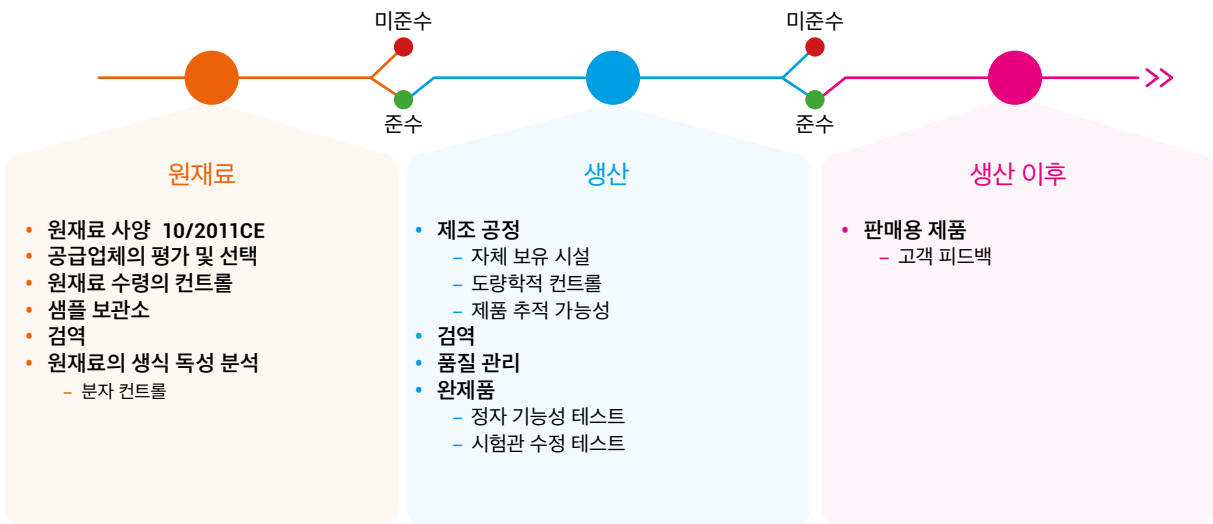 미준수
미준수
준수
준수
원재료
• 원재료 사양 10/2011CE
• 공급업체의 평가 및 선택
• 원재료 수령의 컨트롤
• 샘플 보관소
• 검역
• 원재료의 생식 독성 분석
– 분자 컨트롤
생산
• 제조 공정
– 자체 보유 시설
– 도량학적 컨트롤
– 제품 추적 가능성
• 검역
• 품질 관리
• 완제품
– 정자 기능성 테스트
– 시험관 수정 테스트
생산 이후
• 판매용 제품
– 고객 피드백